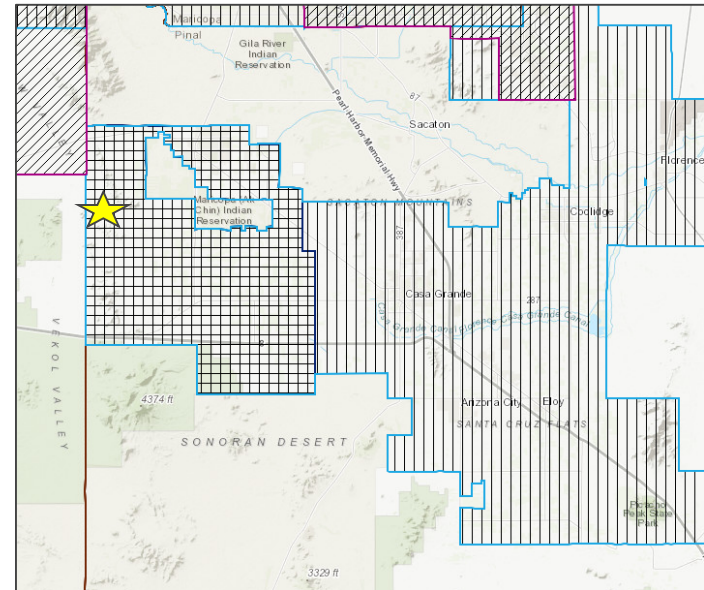 Maricopa
Pinal
Gila River
Indian
Reservation
87
Pearl Harbor Memorial Hwy
Sacaton
Florence
VALLEY
Maricopa (Ak
Chin) Indian
Reservation
SACATON MOUNTAINS
Coolidge
387
Casa Grande
287
Casa Grande Canal
Florence - Casa Grande Canal
8
VEKOL VALLEY
4374 ft
Arizona City
Eloy
SANTA CRUZ FLATS
SONORAN DESERT
Picacho
Peak State
Park
3329 ft